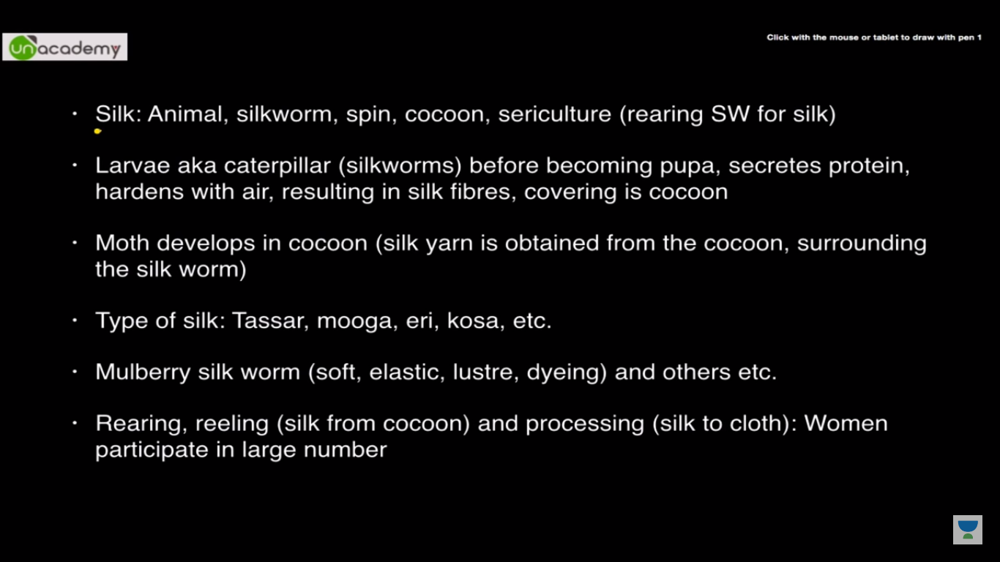 unacademy
Click with the mouse or tablet to draw with pen 1
· Silk: Animal, silkworm, spin, cocoon, sericulture (rearing SW for silk)
· Larvae aka caterpillar (silkworms) before becoming pupa, secretes protein,
hardens with air, resulting in silk fibres, covering is cocoon
· Moth develops in cocoon (silk yarn is obtained from the cocoon, surrounding
the silk worm)
· Type of silk: Tassar, mooga, eri, kosa, etc.
· Mulberry silk worm (soft, elastic, lustre, dyeing) and others etc.
· Rearing, reeling (silk from cocoon) and processing (silk to cloth): Women
participate in large number